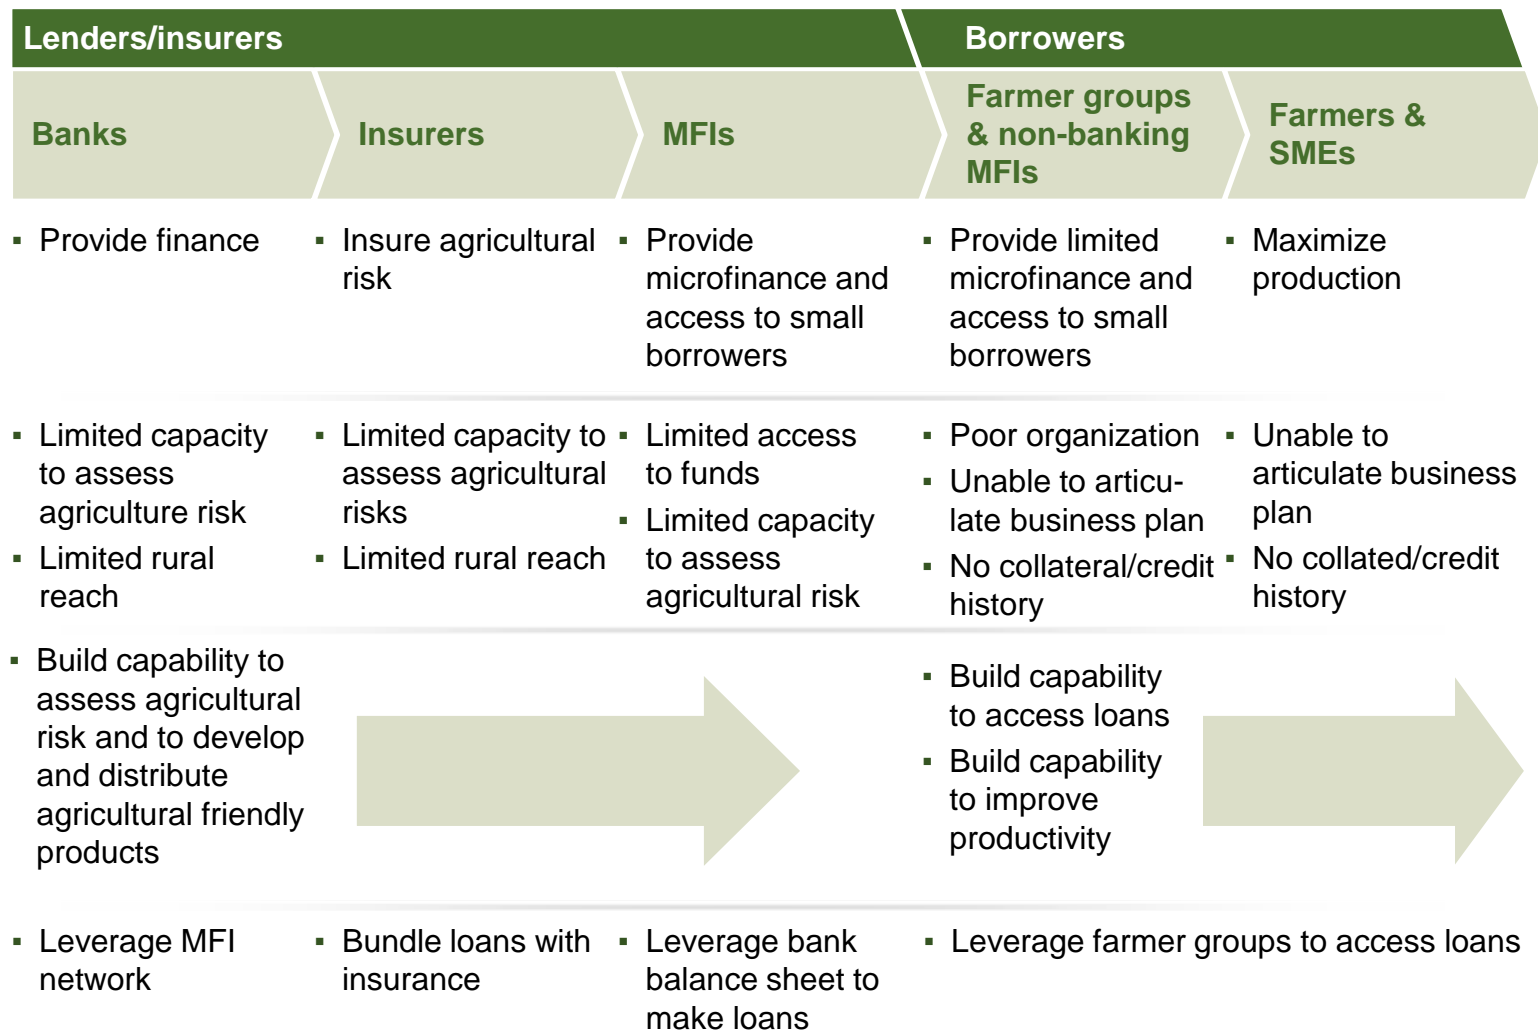 Lenders/insurers
Borrowers
Banks
Insurers
MFIs
Farmer groups
& non-banking
MFIs
Farmers &
SMEs
▪ Provide finance
▪ Insure agricultural
risk
▪ Provide
microfinance and
access to small
borrowers
▪ Provide limited
microfinance and
access to small
borrowers
▪ Maximize
production
▪ Limited capacity
to assess
agriculture risk
▪ Limited rural
reach
▪ Limited capacity to
assess agricultural
risks
▪ Limited rural reach
▪ Limited access
to funds
▪ Limited capacity
to assess
agricultural risk
▪ Poor organization
▪ Unable to articu-
late business plan
▪ No collateral/credit
history
▪ Unable to
articulate business
plan
▪ No collated/credit
history
▪ Build capability to
assess agricultural
risk and to develop
and distribute
agricultural friendly
products
▪ Build capability
to access loans
▪ Build capability
to improve
productivity
▪ Leverage MFI
network
▪ Bundle loans with
insurance
▪ Leverage bank
balance sheet to
make loans
▪ Leverage farmer groups to access loans